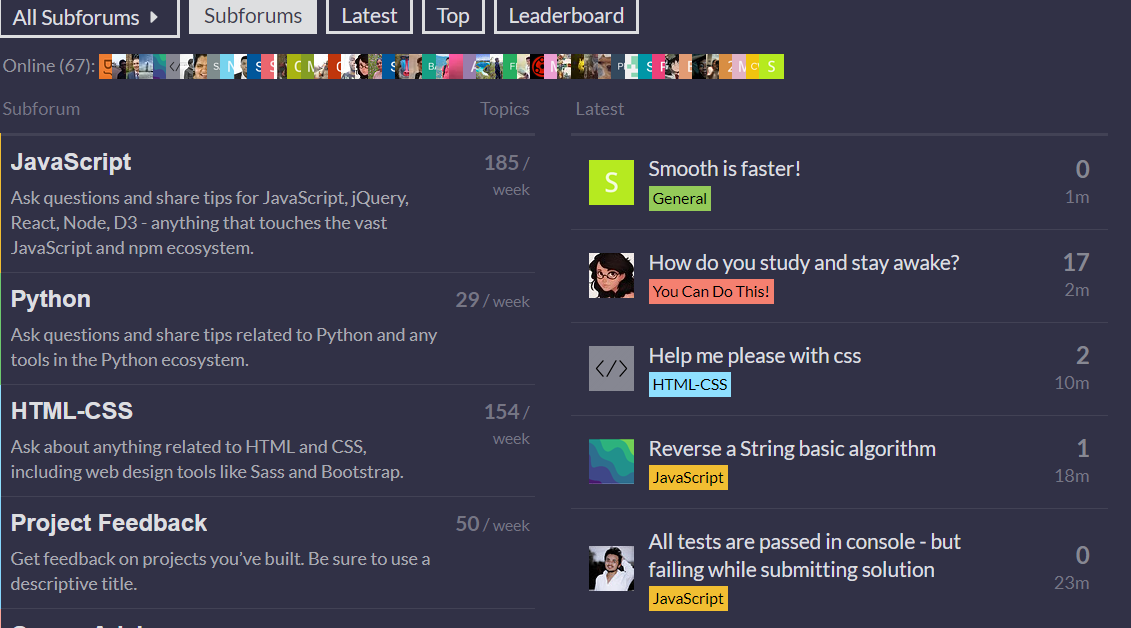 All Subforums
Subforums
Latest
Top
Leaderboard
Online (67):
Subforum Topics
JavaScript 185 /
week
Ask questions and share tips for JavaScript, jQuery,
React, Node, D3 - anything that touches the vast
JavaScript and npm ecosystem.
Python 29 / week
Ask questions and share tips related to Python and any
tools in the Python ecosystem.
HTML-CSS 154 /
week
Ask about anything related to HTML and CSS,
including web design tools like Sass and Bootstrap.
Project Feedback 50 / week
Get feedback on projects you’ve built. Be sure to use a
descriptive title.
Latest
S
Smooth is faster! 0
General 1m
How do you study and stay awake? 17
You Can Do This! 2m
</>
Help me please with css 2
HTML-CSS 10m
Reverse a String basic algorithm 1
JavaScript 18m
All tests are passed in console - but
failing while submitting solution 0
JavaScript 23m